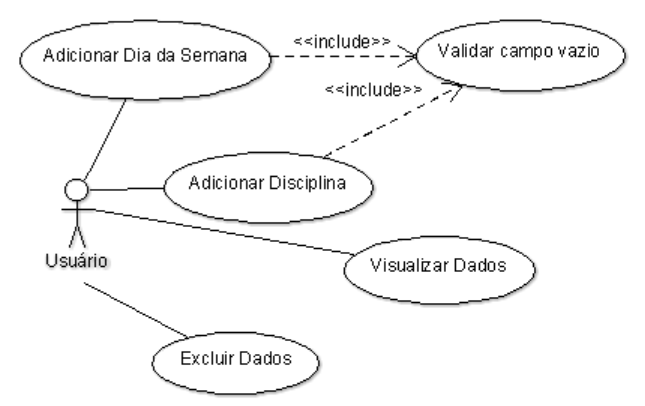 Adicionar Dia da Semana
<<include>>
Validar campo vazio
<<include>>
Adicionar Disciplina
Usuário
Visualizar Dados
Excluir Dados